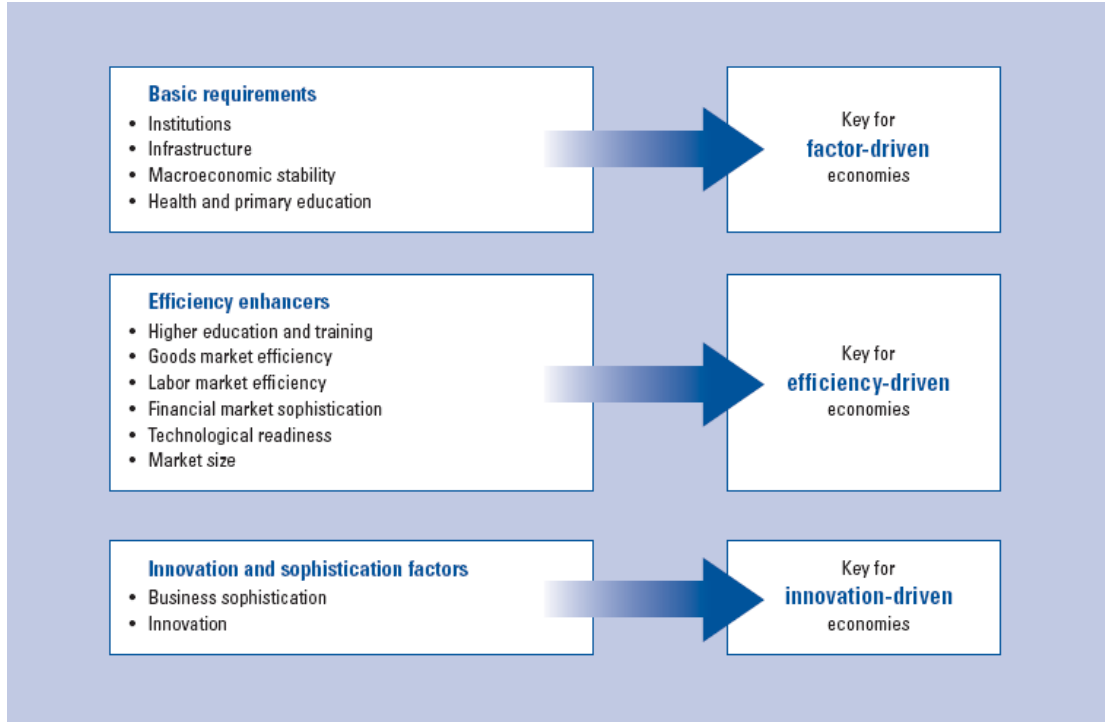 Basic requirements
• Institutions
• Infrastructure
• Macroeconomic stability
• Health and primary education
Key for
factor-driven
economies
Efficiency enhancers
• Higher education and training
• Goods market efficiency
• Labor market efficiency
• Financial market sophistication
• Technological readiness
• Market size
Key for
efficiency-driven
economies
Innovation and sophistication factors
• Business sophistication
• Innovation
Key for
innovation-driven
economies